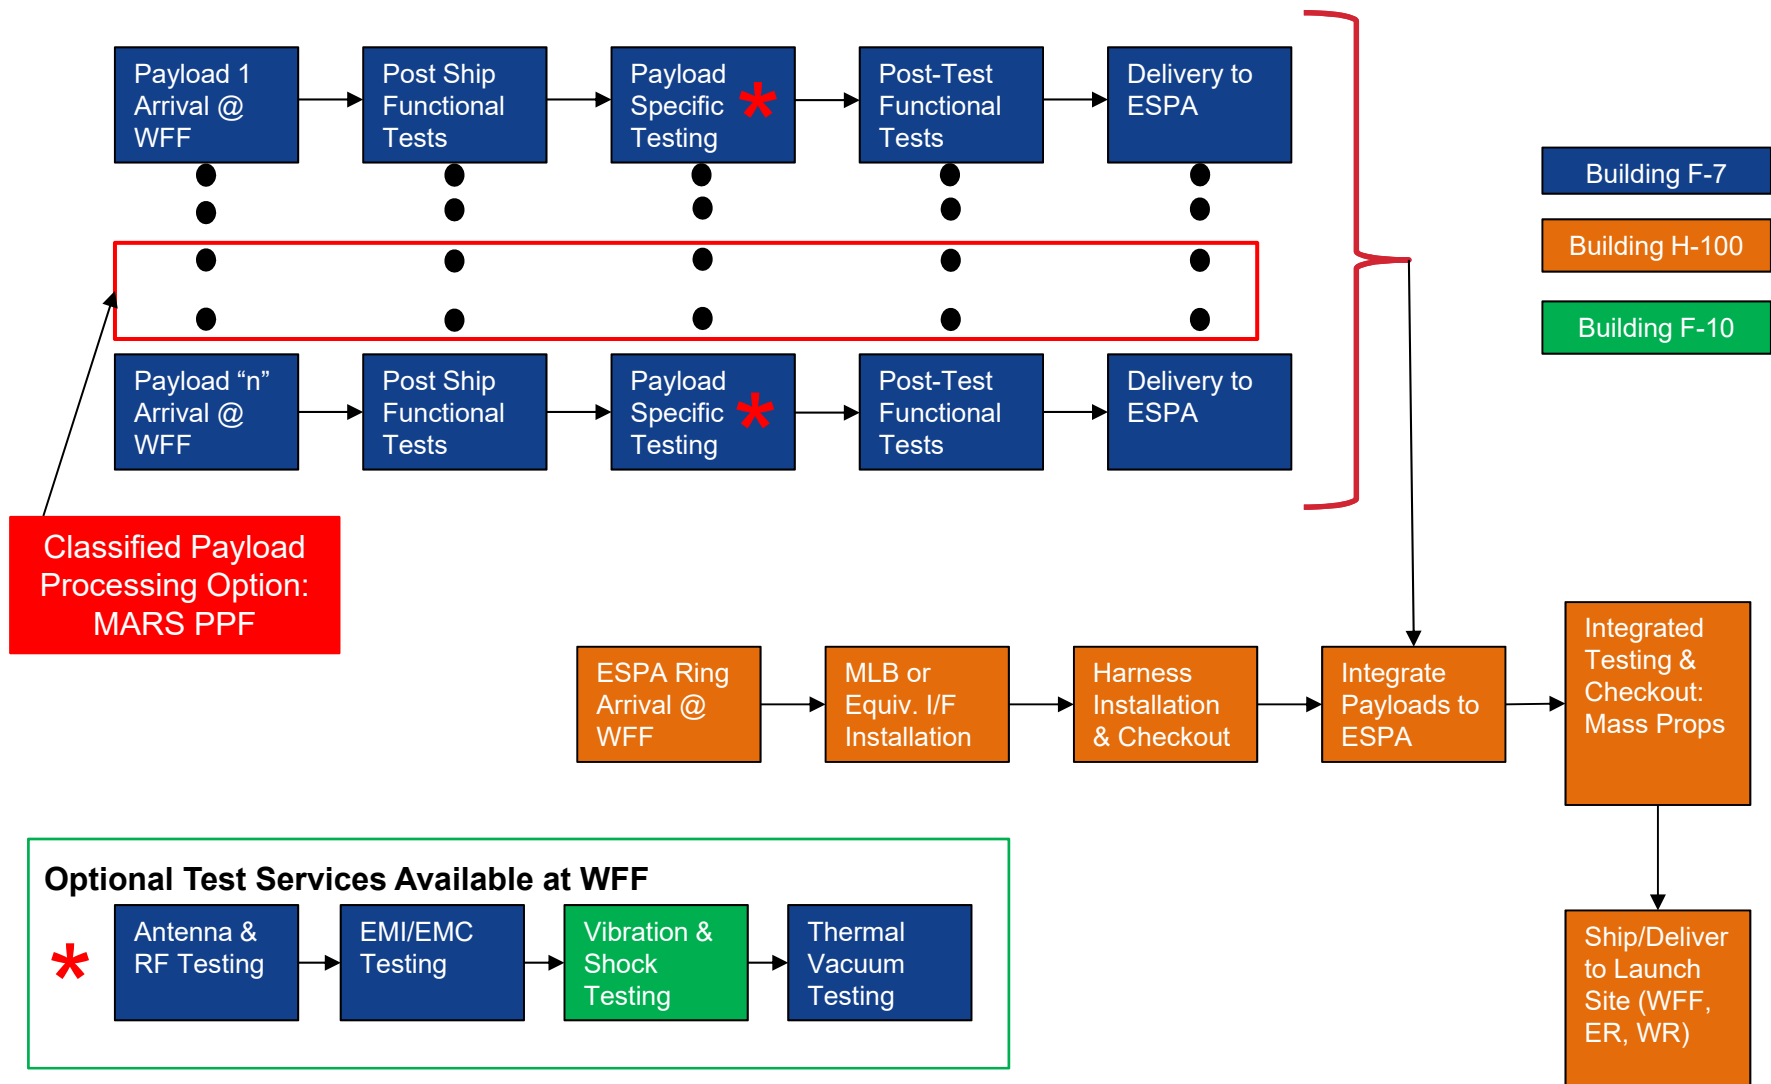 Payload 1
Arrival @
WFF
Post Ship
Functional
Tests
Payload
Specific
Testing
*
Post-Test
Functional
Tests
Delivery to
ESPA
Building F-7
Building H-100
Building F-10
Payload “n”
Arrival @
WFF
Post Ship
Functional
Tests
Payload
Specific
Testing
*
Post-Test
Functional
Tests
Delivery to
ESPA
Classified Payload
Processing Option:
MARS PPF
ESPA Ring
Arrival @
WFF
MLB or
Equiv. I/F
Installation
Harness
Installation
& Checkout
Integrate
Payloads to
ESPA
Integrated
Testing &
Checkout:
Mass Props
Ship/Deliver
to Launch
Site (WFF,
ER, WR)
Optional Test Services Available at WFF
*
Antenna &
RF Testing
EMI/EMC
Testing
Vibration &
Shock
Testing
Thermal
Vacuum
Testing